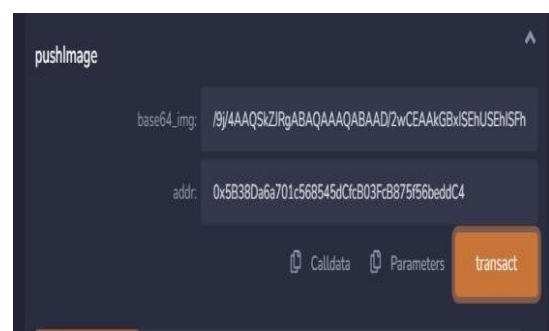 pushImage
base64_img: /9j/4AAQSkZJRgABAQAAAQABAAD/2wCEAAkGBxISEhUSEhISFh
addr: 0x5B38Da6a701c568545dCfcB03FcB875f56beddC4
Calldata Parameters transact